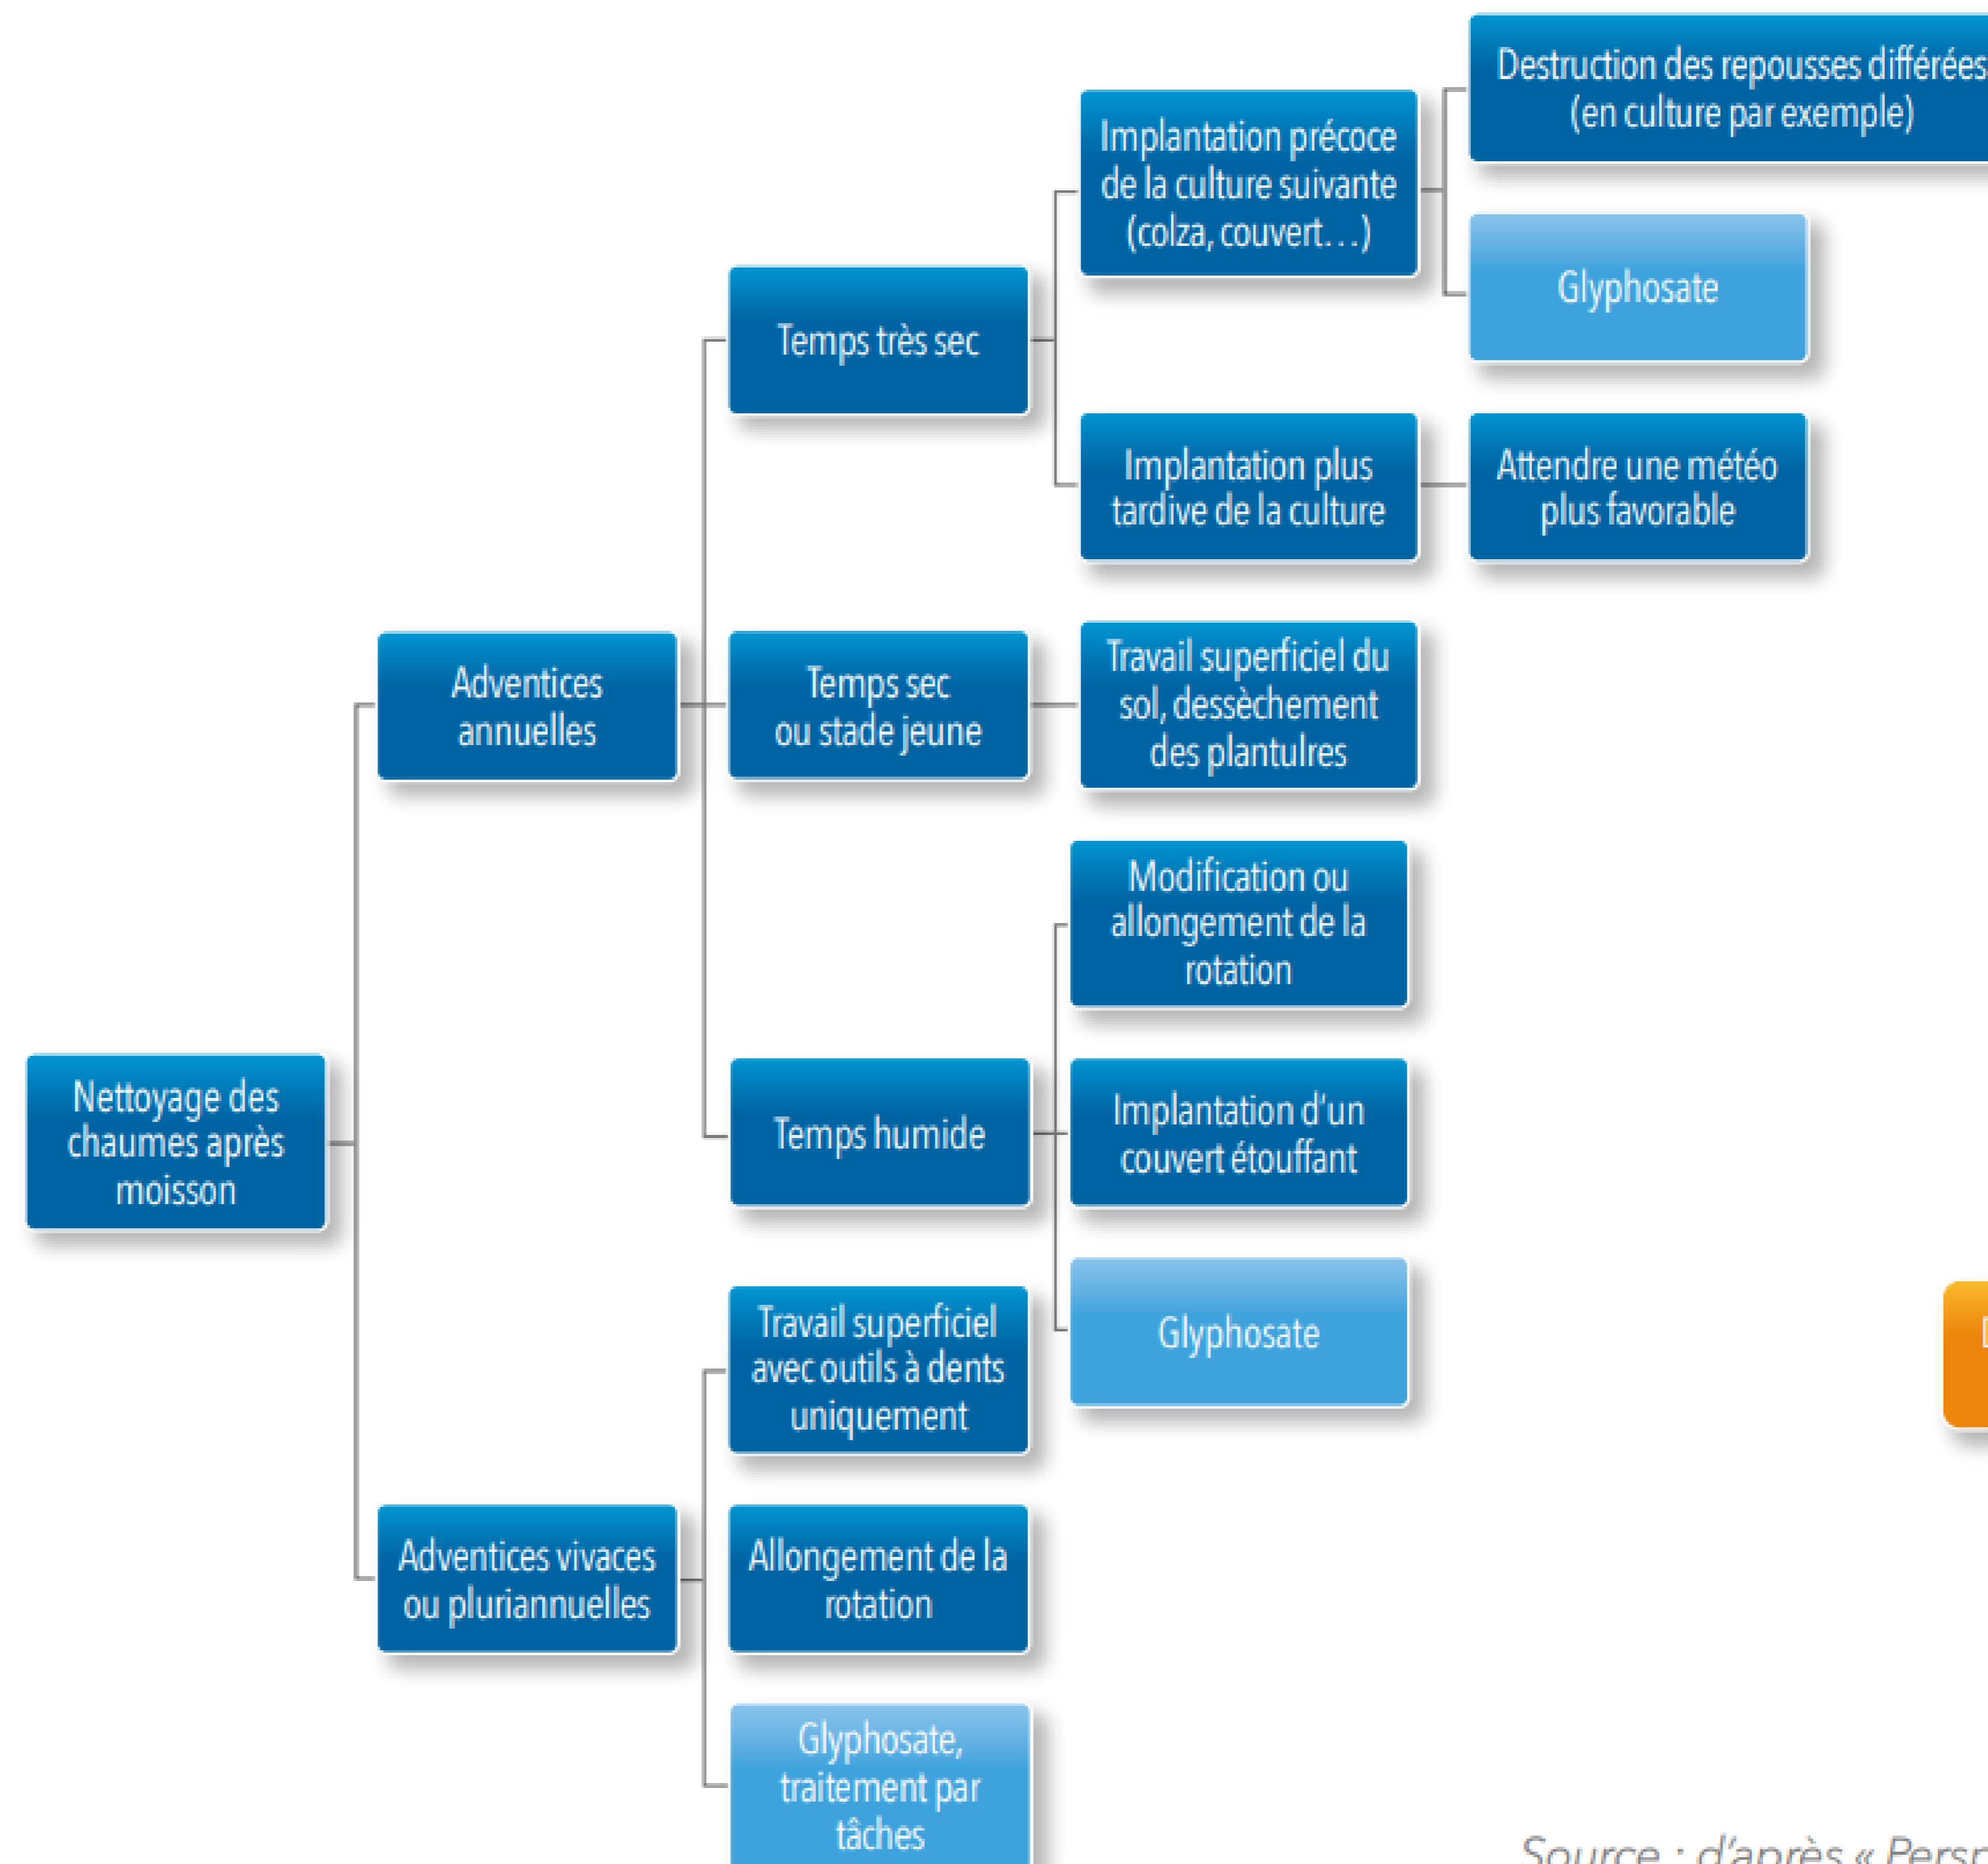 Destruction des repousses différées
(en culture par exemple)
Implantation précoce
de la culture suivante
(colza, couvert…)
Glyphosate
Temps très sec
Implantation plus
tardive de la culture
Attendre une météo
plus favorable
Adventices
annuelles
Temps sec
ou stade jeune
Travail superficiel du
sol, dessèchement
des plantulres
Modification ou
allongement de la
rotation
Nettoyage des
chaumes après
moisson
Temps humide
Implantation d'un
couvert étouffant
Glyphosate
Travail superficiel
avec outils à dents
uniquement
Adventices vivaces
ou pluriannuelles
Allongement de la
rotation
Glyphosate,
traitement par
tâches
Source : d'après «